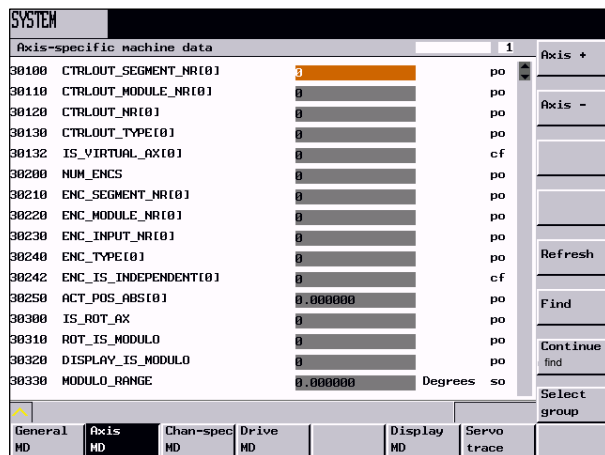 SYSTEM
Axis-specific machine data 1
30100 CTRLOUT_SEGMENT_NR[0] 0 po
30110 CTRLOUT_MODULE_NR[0] 0 po
30120 CTRLOUT_NR[0] 0 po
30130 CTRLOUT_TYPE[0] 0 po
30132 IS_VIRTUAL_AX[0] 0 cf
30200 NUM_ENCS 0 po
30210 ENC_SEGMENT_NR[0] 0 po
30220 ENC_MODULE_NR[0] 0 po
30230 ENC_INPUT_NR[0] 0 po
30240 ENC_TYPE[0] 0 po
30242 ENC_IS_INDEPENDENT[0] 0 cf
30250 ACT_POS_ABS[0] 0.000000 po
30300 IS_ROT_AX 0 po
30310 ROT_IS_MODULO 0 po
30320 DISPLAY_IS_MODULO 0 po
30330 MODULO_RANGE 0.000000 Degrees so
Axis +
Axis -
Refresh
Find
Continue
find
Select
group
General Axis Chan-spec Drive Display Servo
MD MD MD MD MD trace